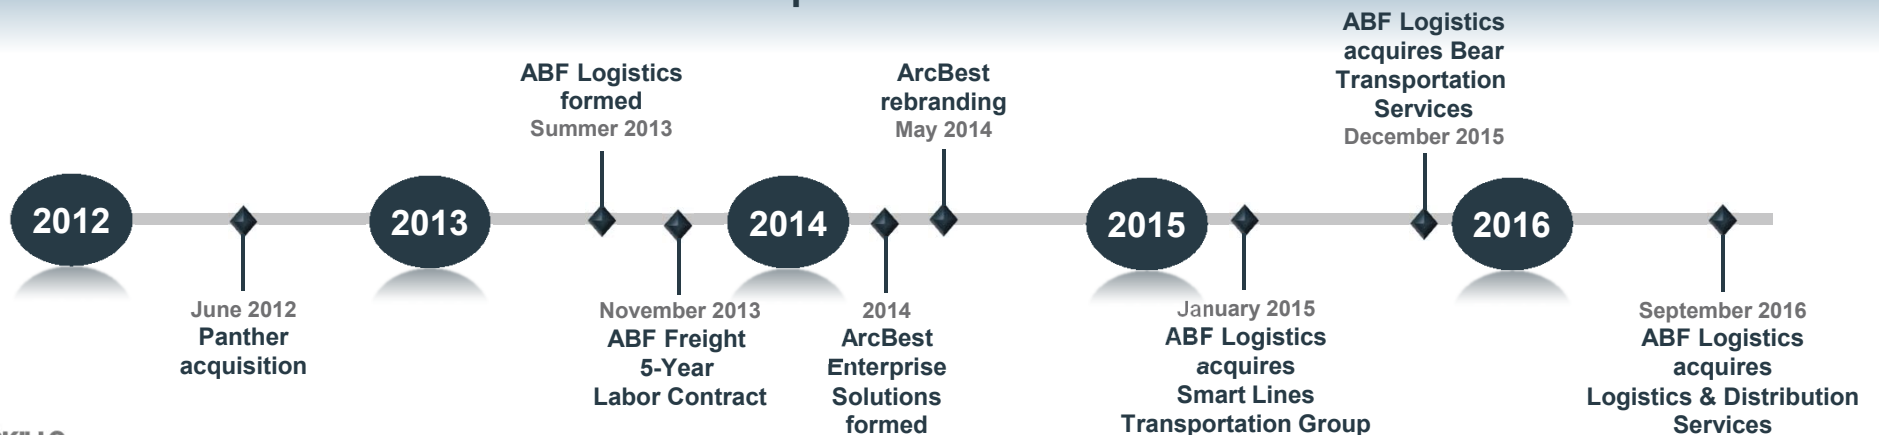 ABF Logistics
formed
Summer 2013
ArcBest
rebranding
May 2014
ABF Logistics
acquires Bear
Transportation
Services
December 2015
2012
2013
2014
2015
2016
June 2012
Panther
acquisition
November 2013
ABF Freight
5-Year
Labor Contract
2014
ArcBest
Enterprise
Solutions
formed
January 2015
ABF Logistics
acquires
Smart Lines
Transportation Group
September 2016
ABF Logistics
acquires
Logistics & Distribution
Services